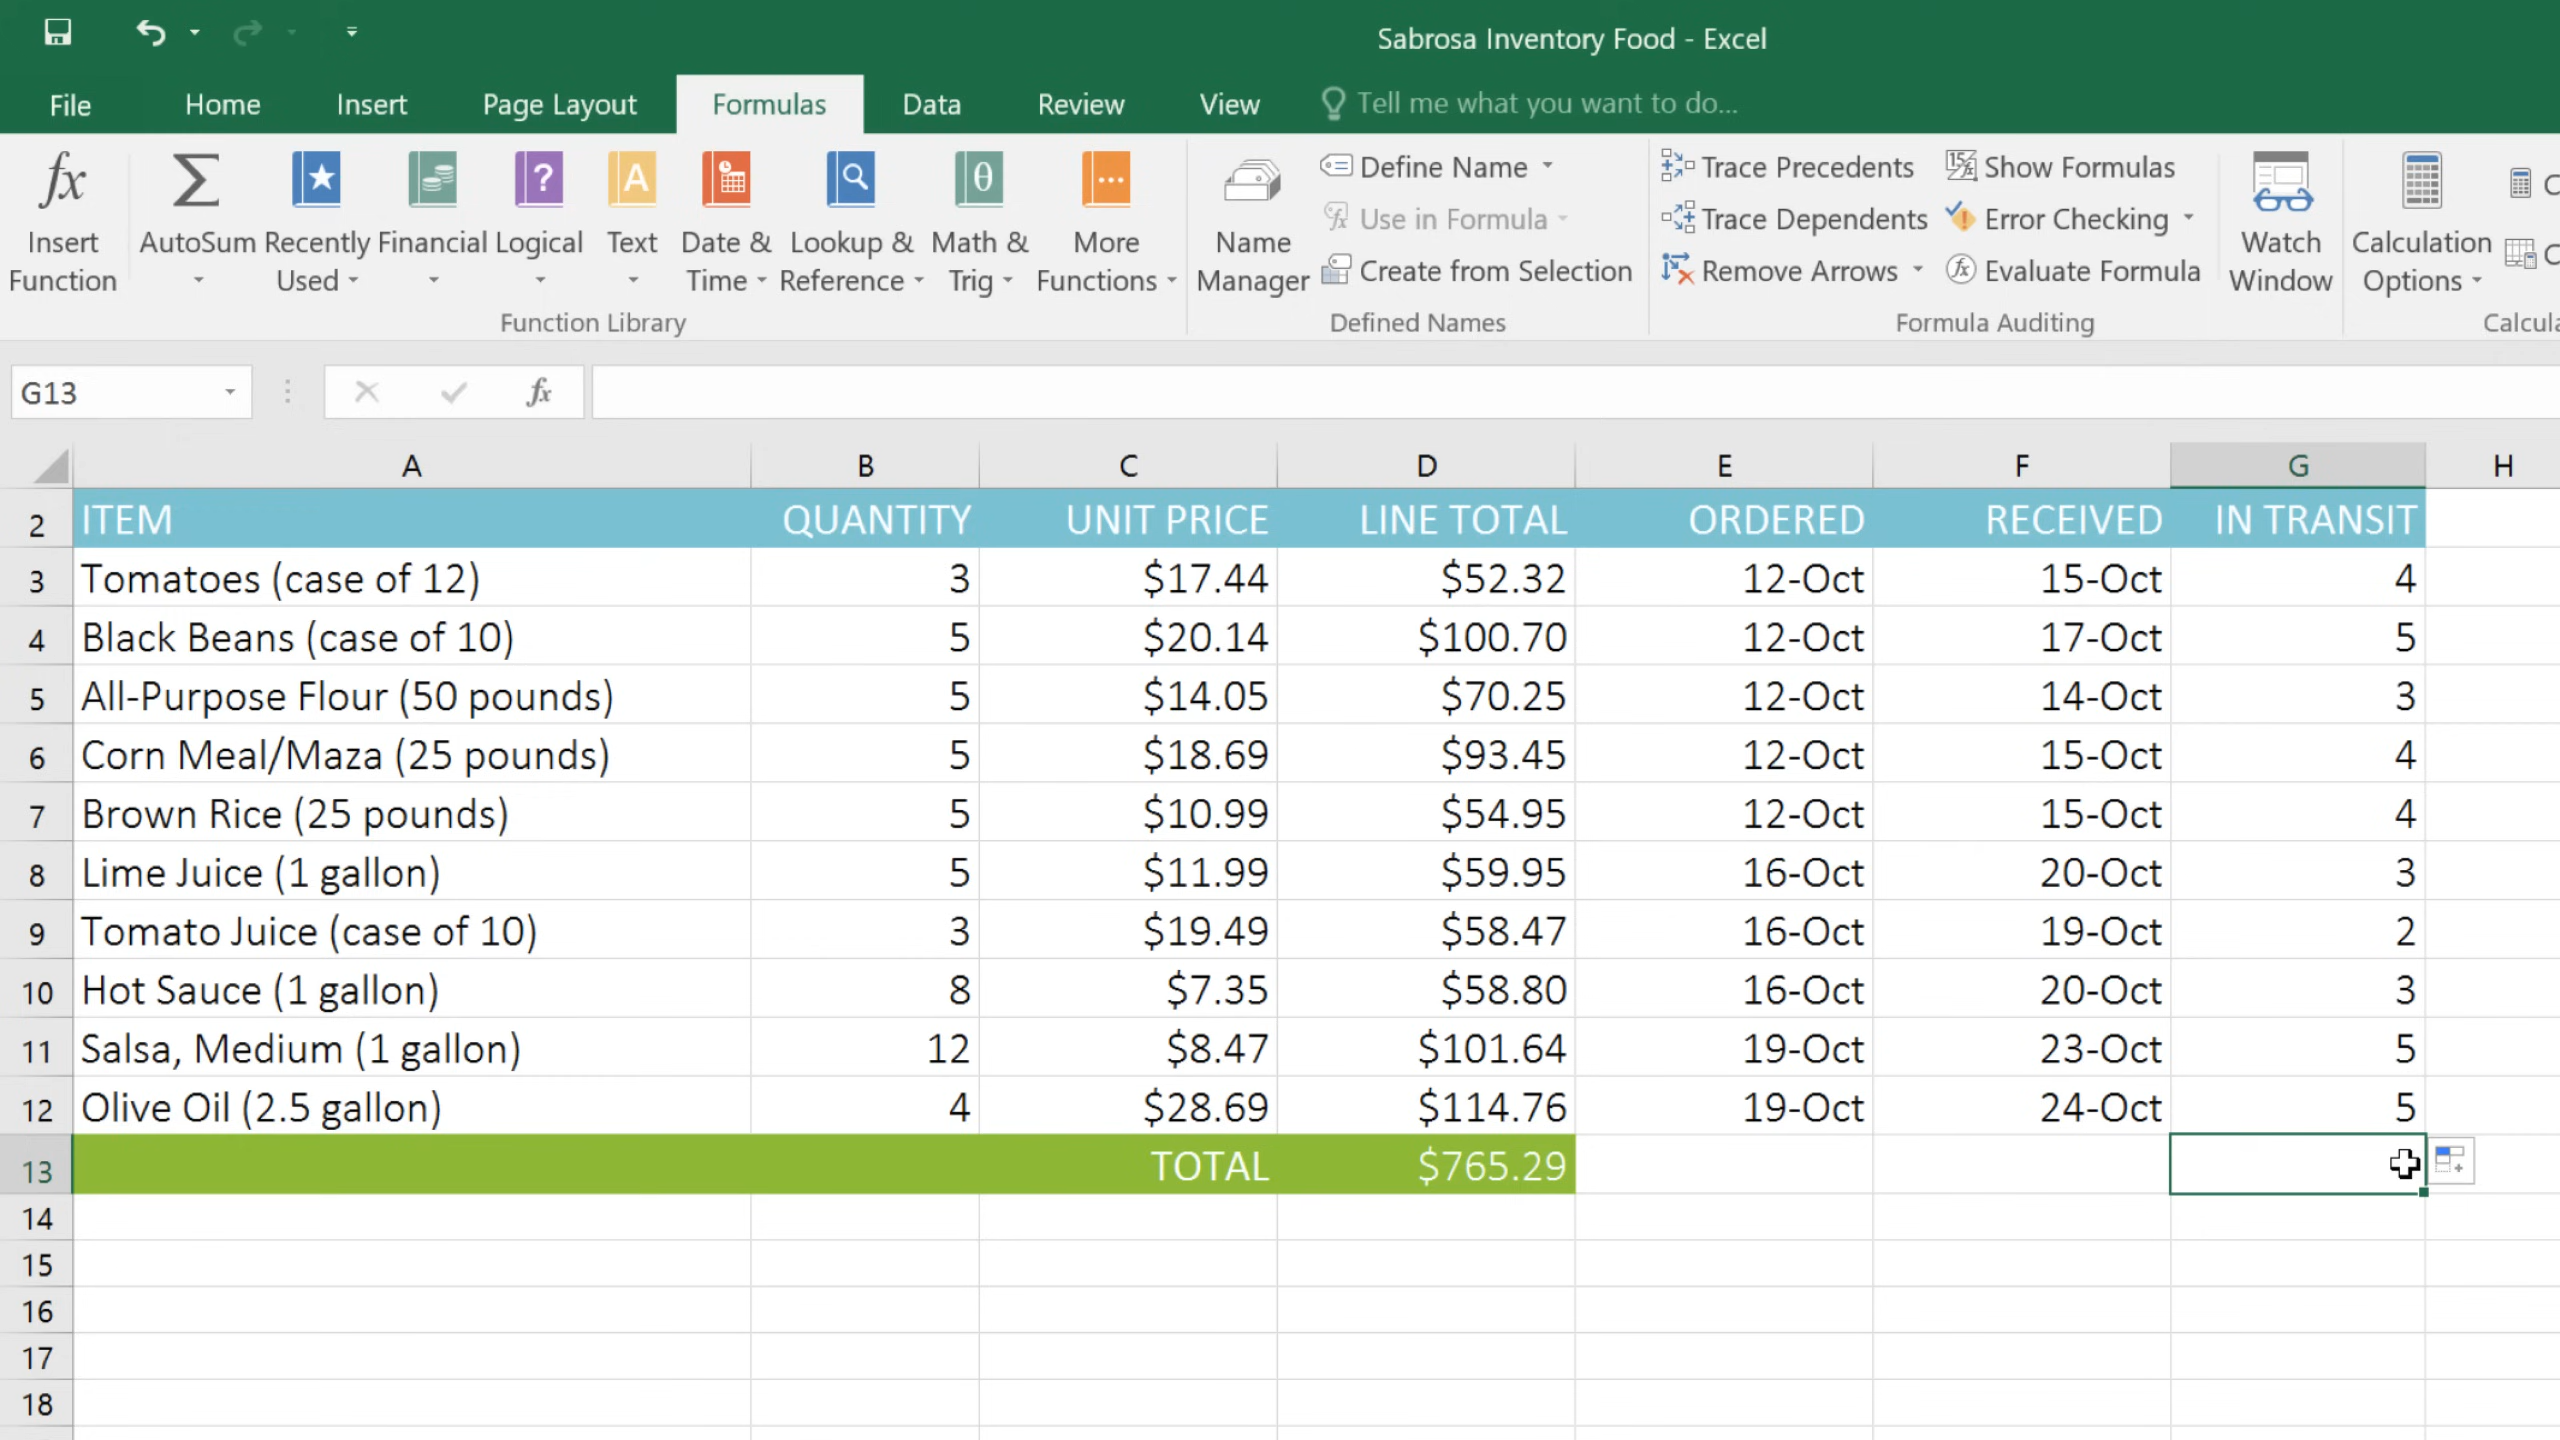 Sabrosa Inventory Food - Excel
File Home Insert Page Layout Formulas Data Review View Tell me what you want to do...
fx Σ ? A θ
Insert Function
AutoSum
Recently Used
Financial
Logical
Text
Date & Time
Lookup & Reference
Math & Trig
More Functions
Function Library
Name Manager
Define Name
Use in Formula
Create from Selection
Defined Names
Trace Precedents
Trace Dependents
Remove Arrows
Show Formulas
Error Checking
Evaluate Formula
Formula Auditing
Watch Window
Calculation Options
G13 fx
A B C D E F G H
2 ITEM QUANTITY UNIT PRICE LINE TOTAL ORDERED RECEIVED IN TRANSIT
3 Tomatoes (case of 12) 3 $17.44 $52.32 12-Oct 15-Oct 4
4 Black Beans (case of 10) 5 $20.14 $100.70 12-Oct 17-Oct 5
5 All-Purpose Flour (50 pounds) 5 $14.05 $70.25 12-Oct 14-Oct 3
6 Corn Meal/Maza (25 pounds) 5 $18.69 $93.45 12-Oct 15-Oct 4
7 Brown Rice (25 pounds) 5 $10.99 $54.95 12-Oct 15-Oct 4
8 Lime Juice (1 gallon) 5 $11.99 $59.95 16-Oct 20-Oct 3
9 Tomato Juice (case of 10) 3 $19.49 $58.47 16-Oct 19-Oct 2
10 Hot Sauce (1 gallon) 8 $7.35 $58.80 16-Oct 20-Oct 3
11 Salsa, Medium (1 gallon) 12 $8.47 $101.64 19-Oct 23-Oct 5
12 Olive Oil (2.5 gallon) 4 $28.69 $114.76 19-Oct 24-Oct 5
13 TOTAL $765.29
14
15
16
17
18